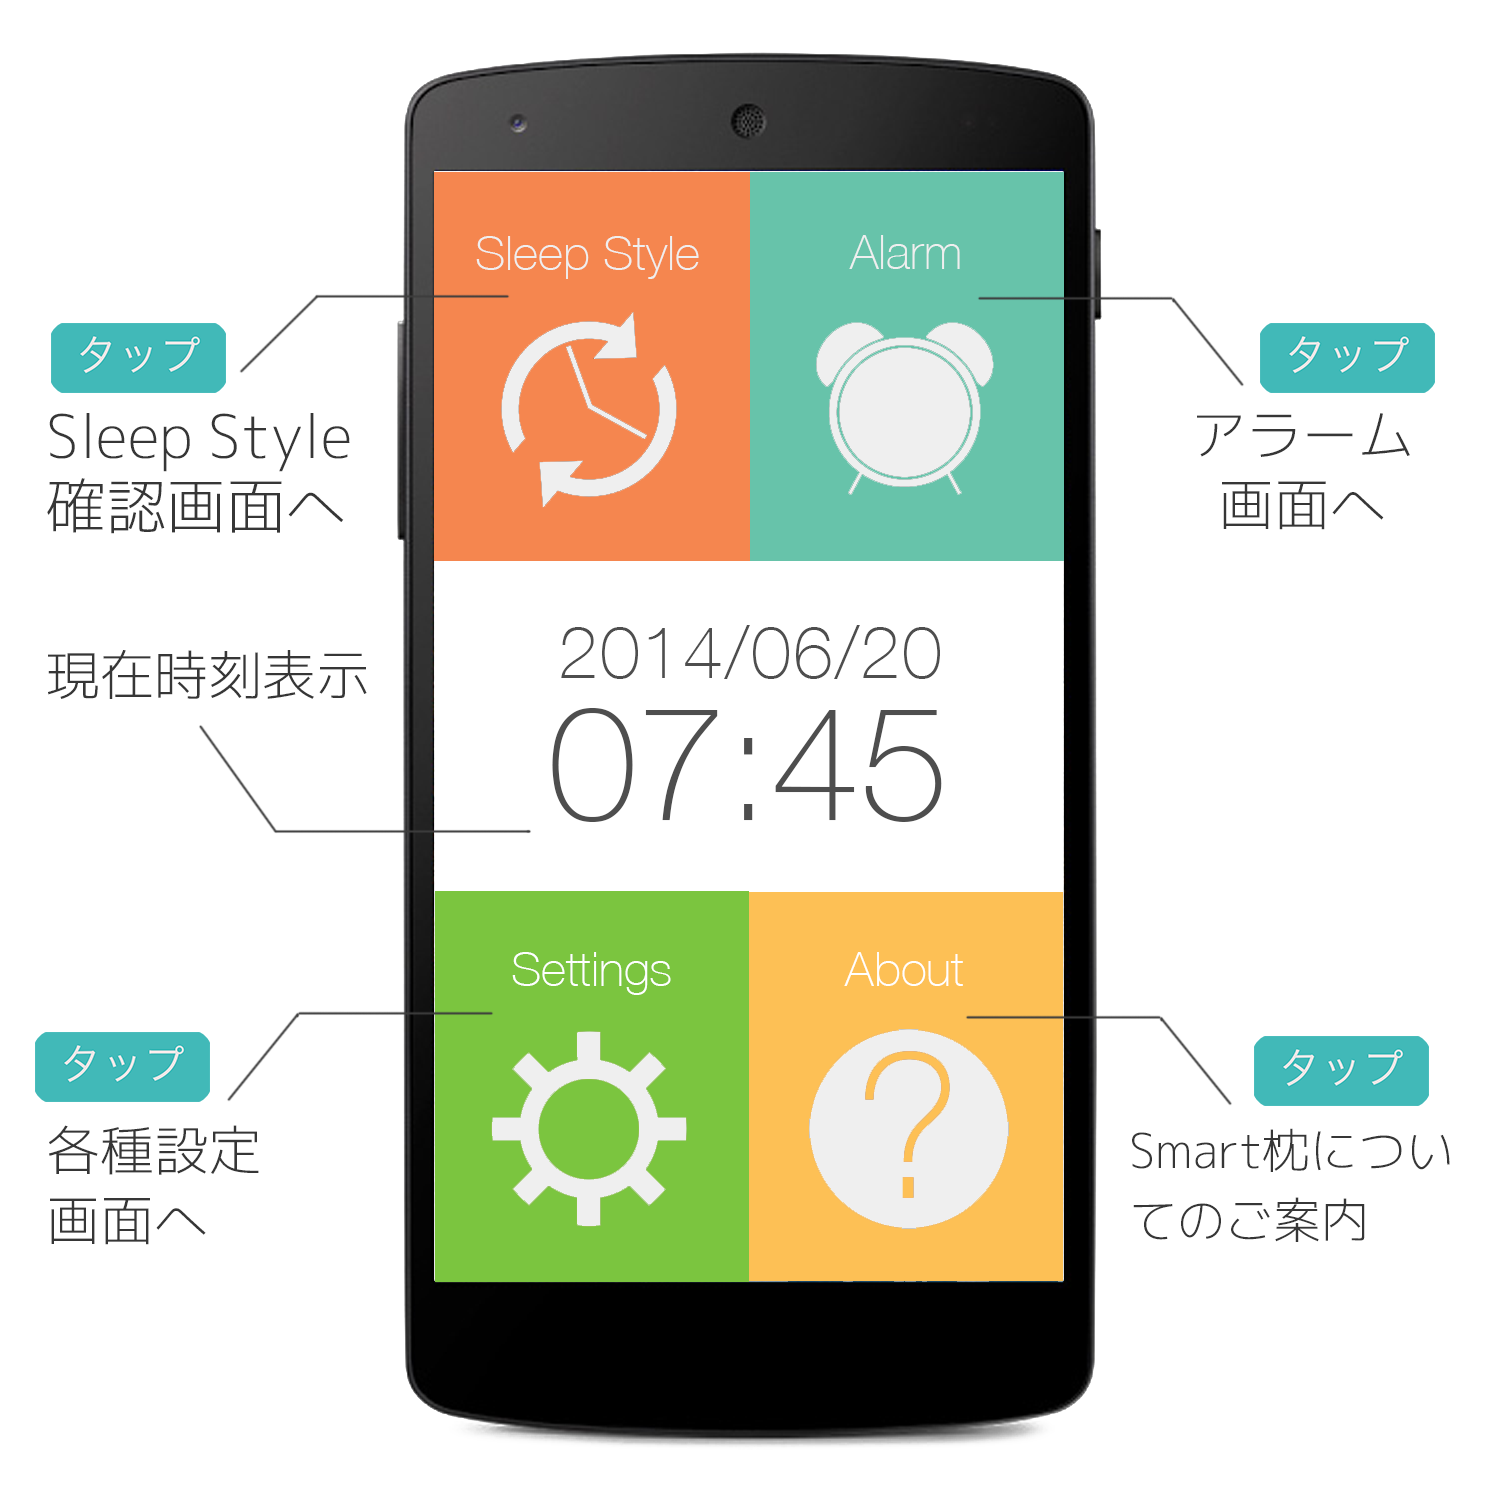 Sleep Style
Alarm
タップ
Sleep Style
確認画面へ
タップ
アラーム
画面へ
2014/06/20
07:45
現在時刻表示
Settings
About
タップ
各種設定
画面へ
タップ
Smart枕につい
てのご案内